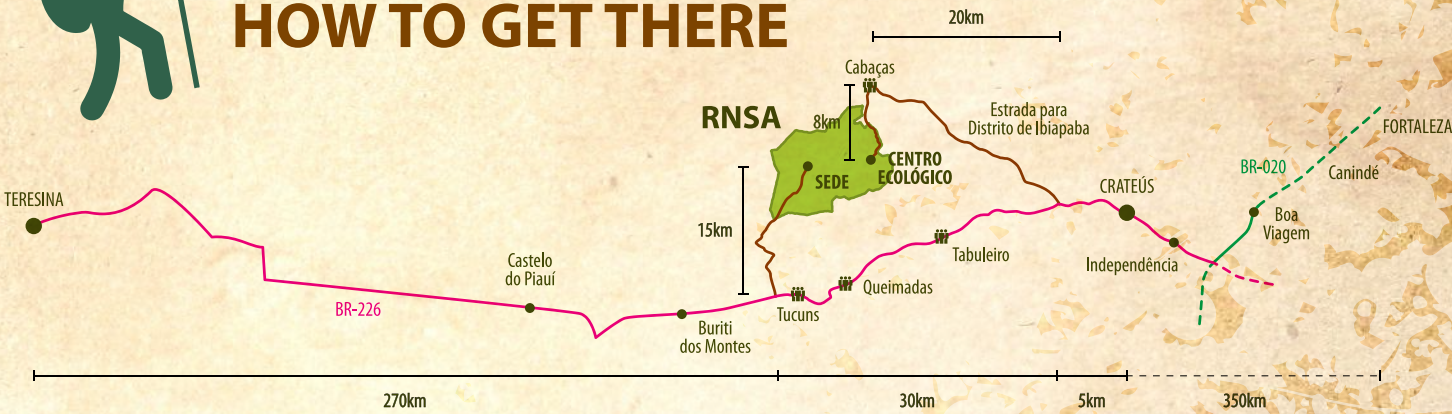 HOW TO GET THERE
20km
Cabaças
RNSA
8km
Estrada para
Distrito de Ibiapaba
FORTALEZA
CENTRO
ECOLÓGICO
SEDE
BR-020
Canindé
TERESINA
CRATEÚS
15km
Boa
Viagem
Tabuleiro
Independência
Castelo
do Piauí
Queimadas
BR-226
Tucuns
Buriti
dos Montes
270km
30km
5km
350km